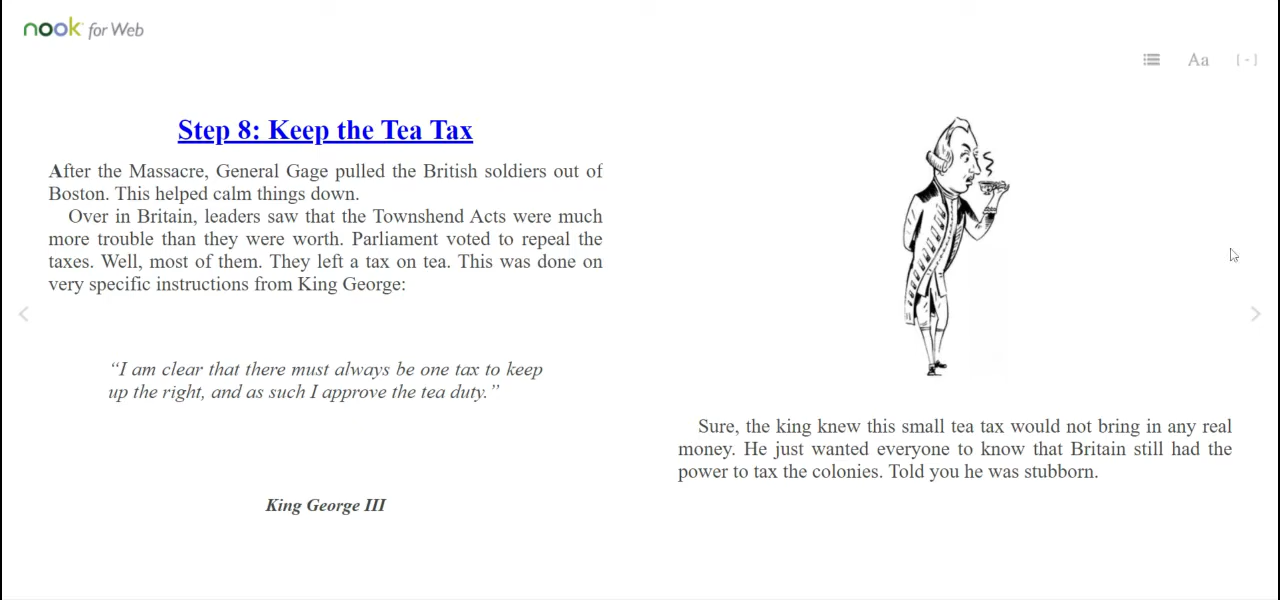 nook for Web
Aa
[ - ]
Step 8: Keep the Tea Tax
After the Massacre, General Gage pulled the British soldiers out of
Boston. This helped calm things down.
Over in Britain, leaders saw that the Townshend Acts were much
more trouble than they were worth. Parliament voted to repeal the
taxes. Well, most of them. They left a tax on tea. This was done on
very specific instructions from King George:
“I am clear that there must always be one tax to keep
up the right, and as such I approve the tea duty.”
King George III
Sure, the king knew this small tea tax would not bring in any real
money. He just wanted everyone to know that Britain still had the
power to tax the colonies. Told you he was stubborn.